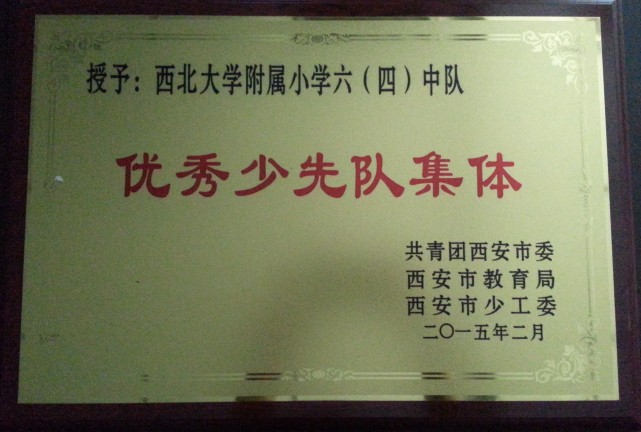 授予：西北大学附属小学六（四）中队
优秀少先队集体
共青团西安市委
西安市教育局
西安市少工委
二〇一五年二月